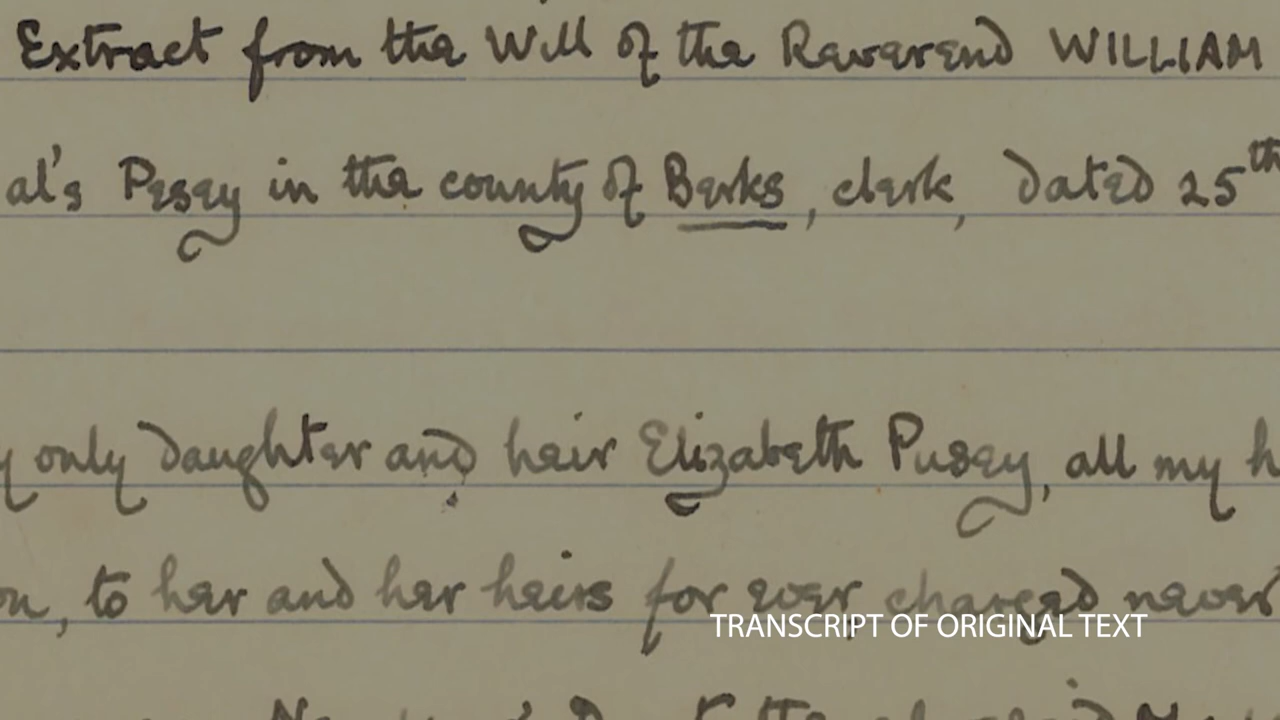 Extract from the Will of the Reverend WILLIAM
al's Pesey in the county of Berks, clerk, dated 25th
y only daughter and heir Elizabeth Pusey, all my h
on, to her and her heirs for ever charged never
TRANSCRIPT OF ORIGINAL TEXT